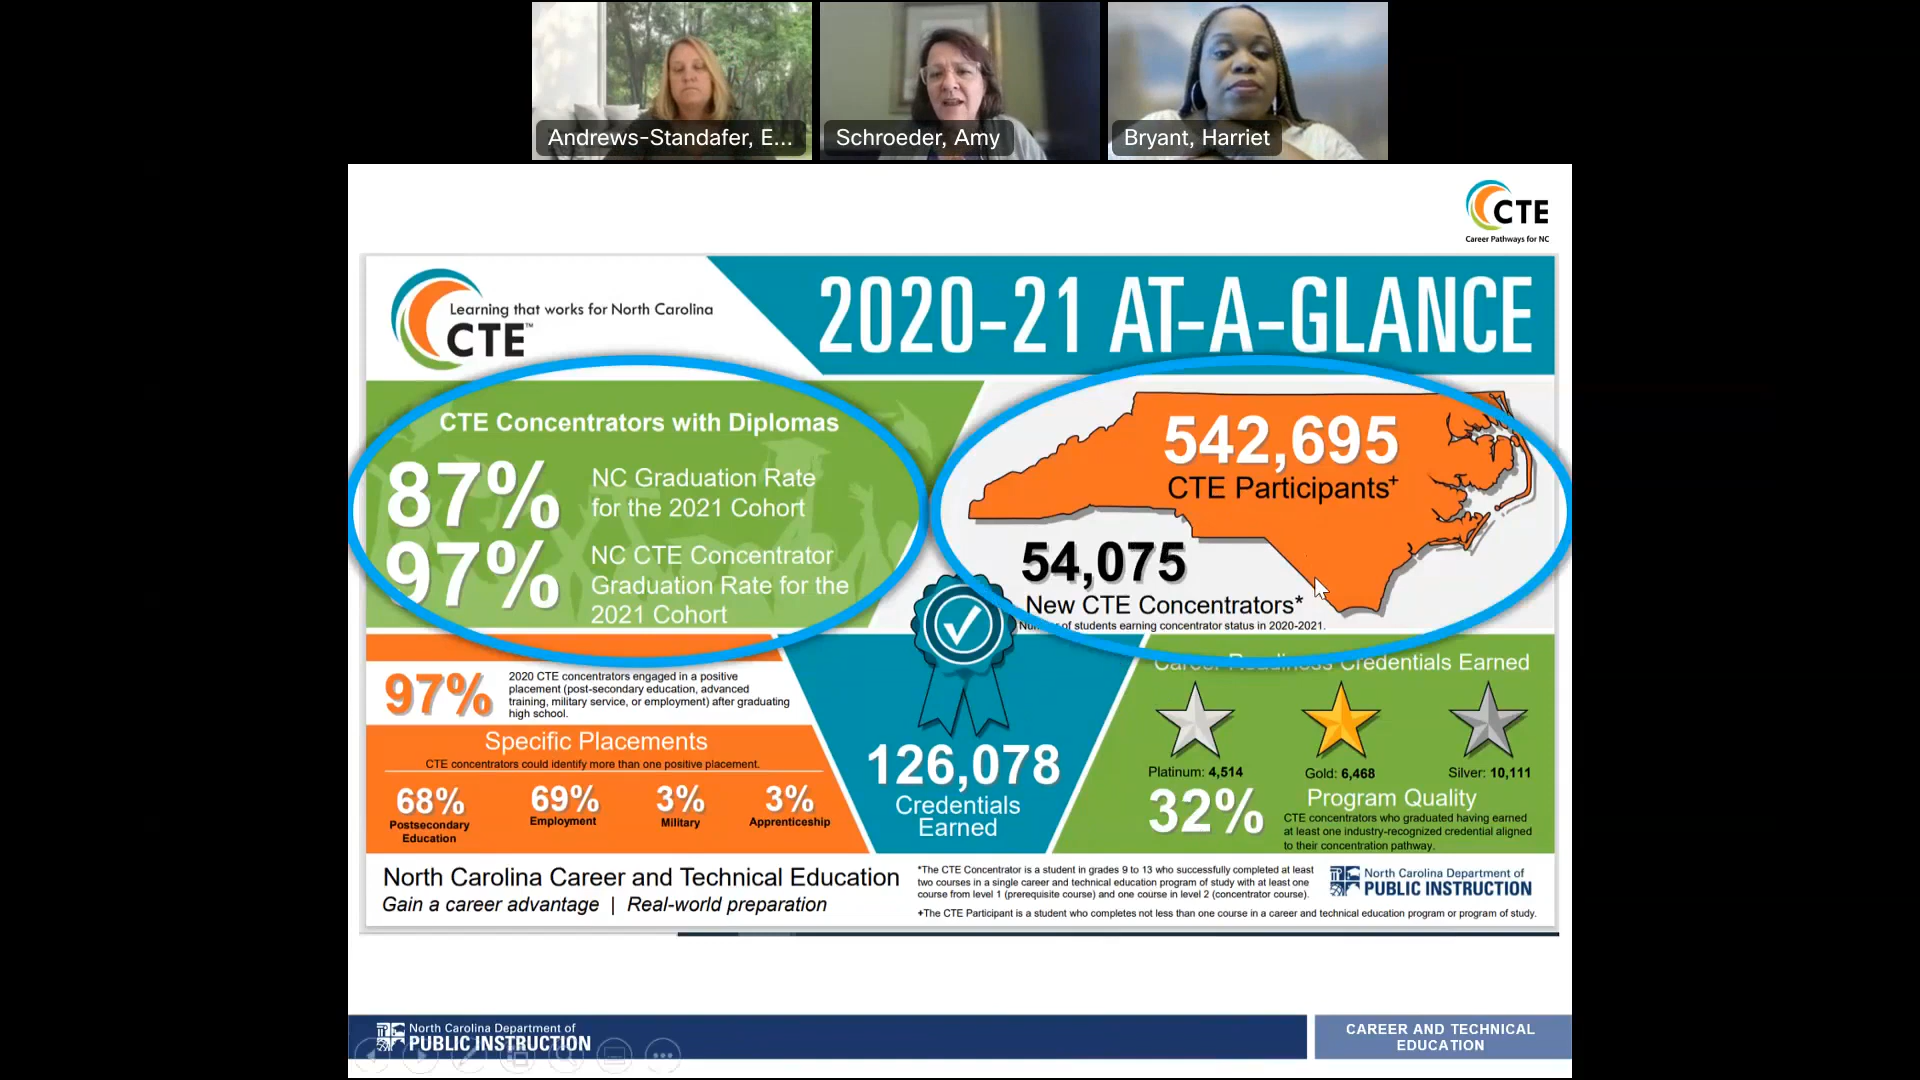 Andrews-Standafer, E...
Schroeder, Amy
Bryant, Harriet
CTE
Career Pathways for NC
Learning that works for North Carolina
CTE™
2020-21 AT-A-GLANCE
CTE Concentrators with Diplomas
87%
NC Graduation Rate
for the 2021 Cohort
97%
NC CTE Concentrator
Graduation Rate for the
2021 Cohort
542,695
CTE Participants+
54,075
New CTE Concentrators*
Number of students earning concentrator status in 2020-2021.
97%
2020 CTE concentrators engaged in a positive
placement (post-secondary education, advanced
training, military service, or employment) after graduating
high school.
Specific Placements
CTE concentrators could identify more than one positive placement.
68%
Postsecondary
Education
69%
Employment
3%
Military
3%
Apprenticeship
126,078
Credentials
Earned
Career Readiness Credentials Earned
Platinum: 4,514
Gold: 6,468
Silver: 10,111
32%
Program Quality
CTE concentrators who graduated having earned
at least one industry-recognized credential aligned
to their concentration pathway.
North Carolina Career and Technical Education
Gain a career advantage | Real-world preparation
*The CTE Concentrator is a student in grades 9 to 13 who successfully completed at least
two courses in a single career and technical education program of study with at least one
course from level 1 (prerequisite course) and one course in level 2 (concentrator course).
+The CTE Participant is a student who completes not less than one course in a career and technical education program or program of study.
North Carolina Department of
PUBLIC INSTRUCTION
North Carolina Department of
PUBLIC INSTRUCTION
CAREER AND TECHNICAL
EDUCATION